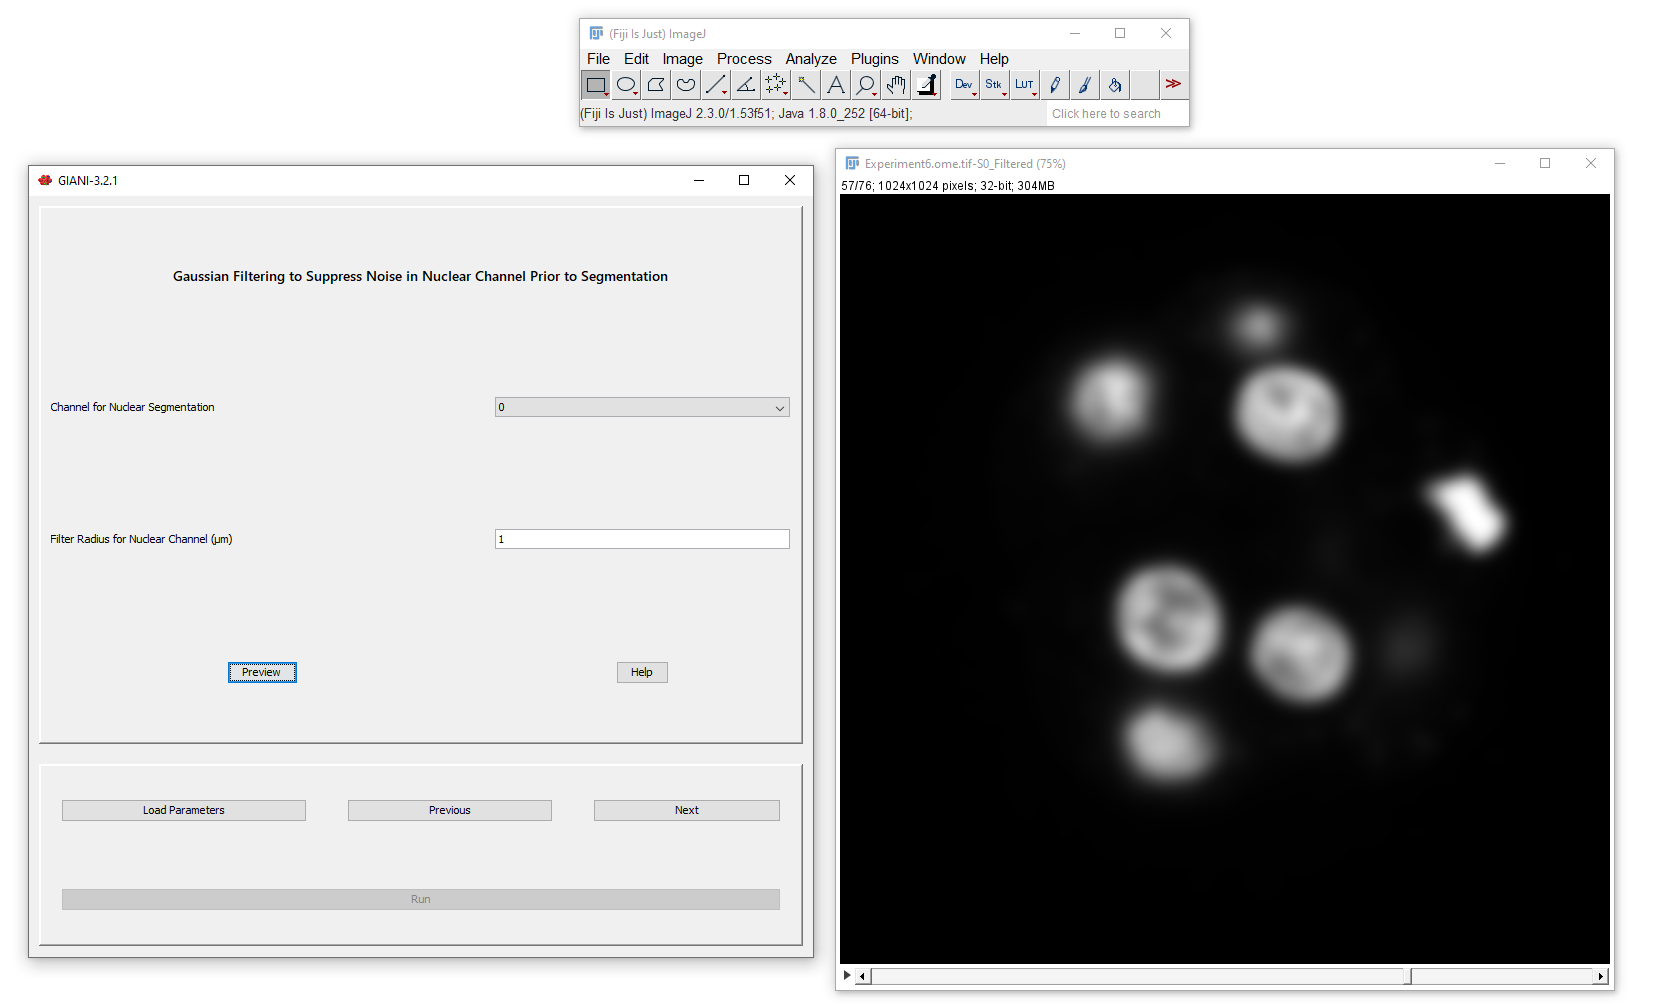 (Fiji Is Just) ImageJ
File Edit Image Process Analyze Plugins Window Help
Dev Stk LUT >>
(Fiji Is Just) ImageJ 2.3.0/1.53f51; Java 1.8.0_252 [64-bit];
Click here to search
GIANI-3.2.1
Gaussian Filtering to Suppress Noise in Nuclear Channel Prior to Segmentation
Channel for Nuclear Segmentation
0
Filter Radius for Nuclear Channel (µm)
1
Preview
Help
Load Parameters
Previous
Next
Run
Experiment6.ome.tif-S0_Filtered (75%)
57/76; 1024x1024 pixels; 32-bit; 304MB